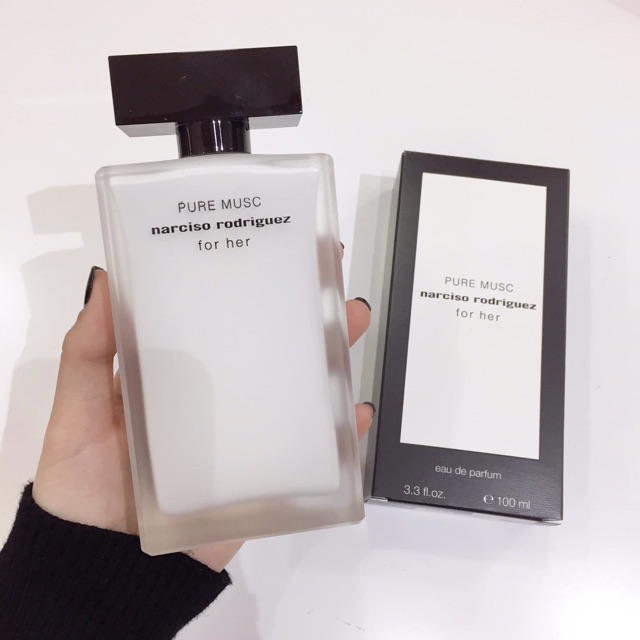 PURE MUSC
narciso rodriguez
for her
PURE MUSC
narciso rodriguez
for her
eau de parfum
3.3 fl.oz. ℮ 100 ml